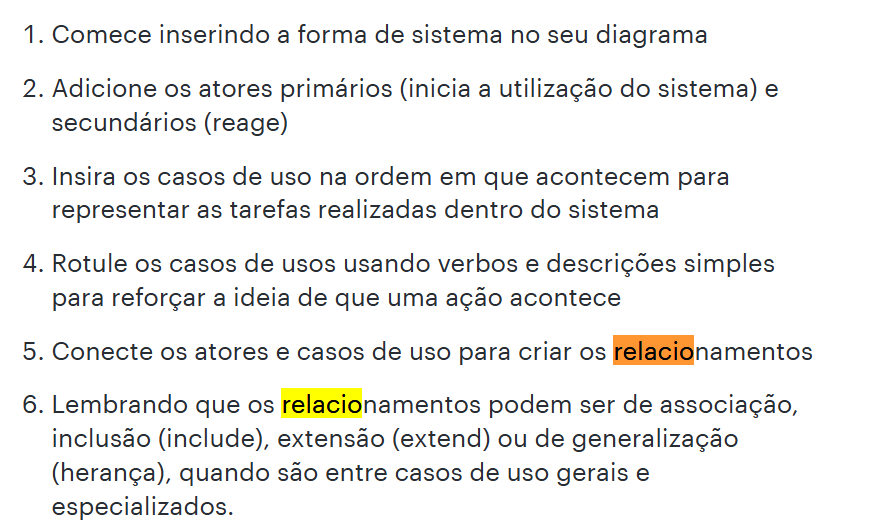 1. Comece inserindo a forma de sistema no seu diagrama
2. Adicione os atores primários (inicia a utilização do sistema) e
secundários (reage)
3. Insira os casos de uso na ordem em que acontecem para
representar as tarefas realizadas dentro do sistema
4. Rotule os casos de usos usando verbos e descrições simples
para reforçar a ideia de que uma ação acontece
5. Conecte os atores e casos de uso para criar os relacionamentos
6. Lembrando que os relacionamentos podem ser de associação,
inclusão (include), extensão (extend) ou de generalização
(herança), quando são entre casos de uso gerais e
especializados.